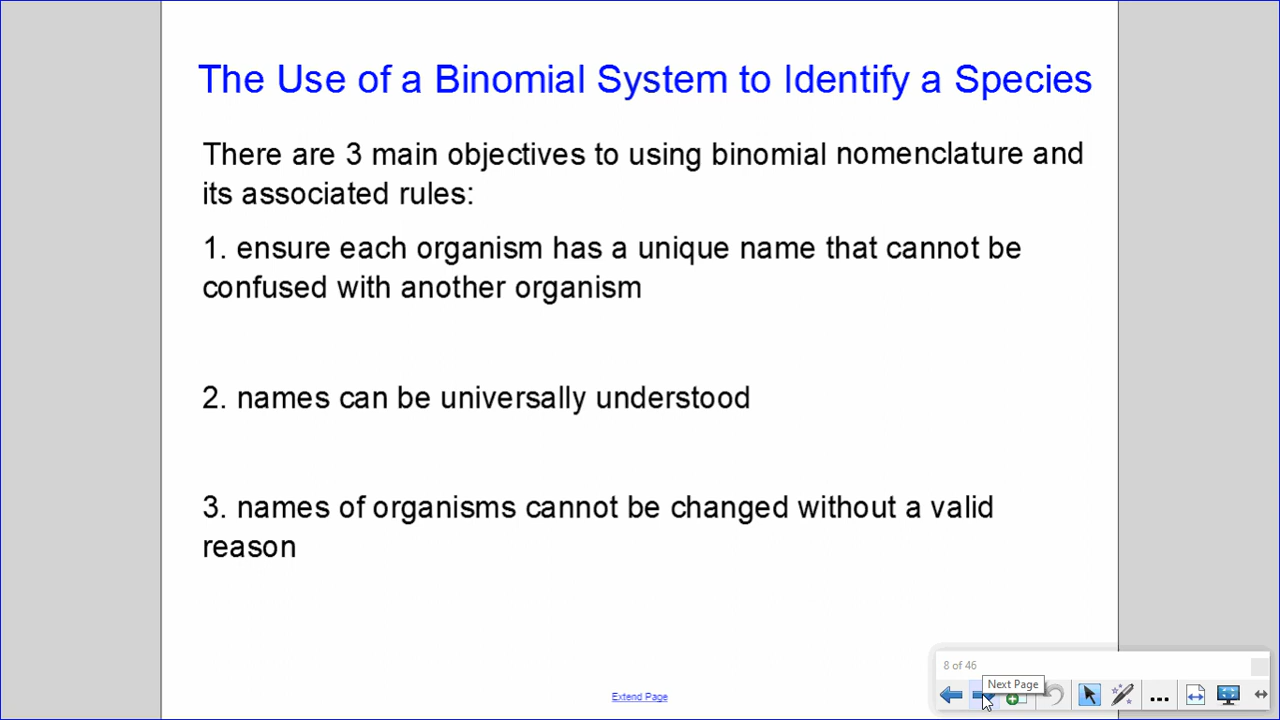 The Use of a Binomial System to Identify a Species
There are 3 main objectives to using binomial nomenclature and
its associated rules:
1. ensure each organism has a unique name that cannot be
confused with another organism
2. names can be universally understood
3. names of organisms cannot be changed without a valid
reason
8 of 46
Next Page
Extend Page